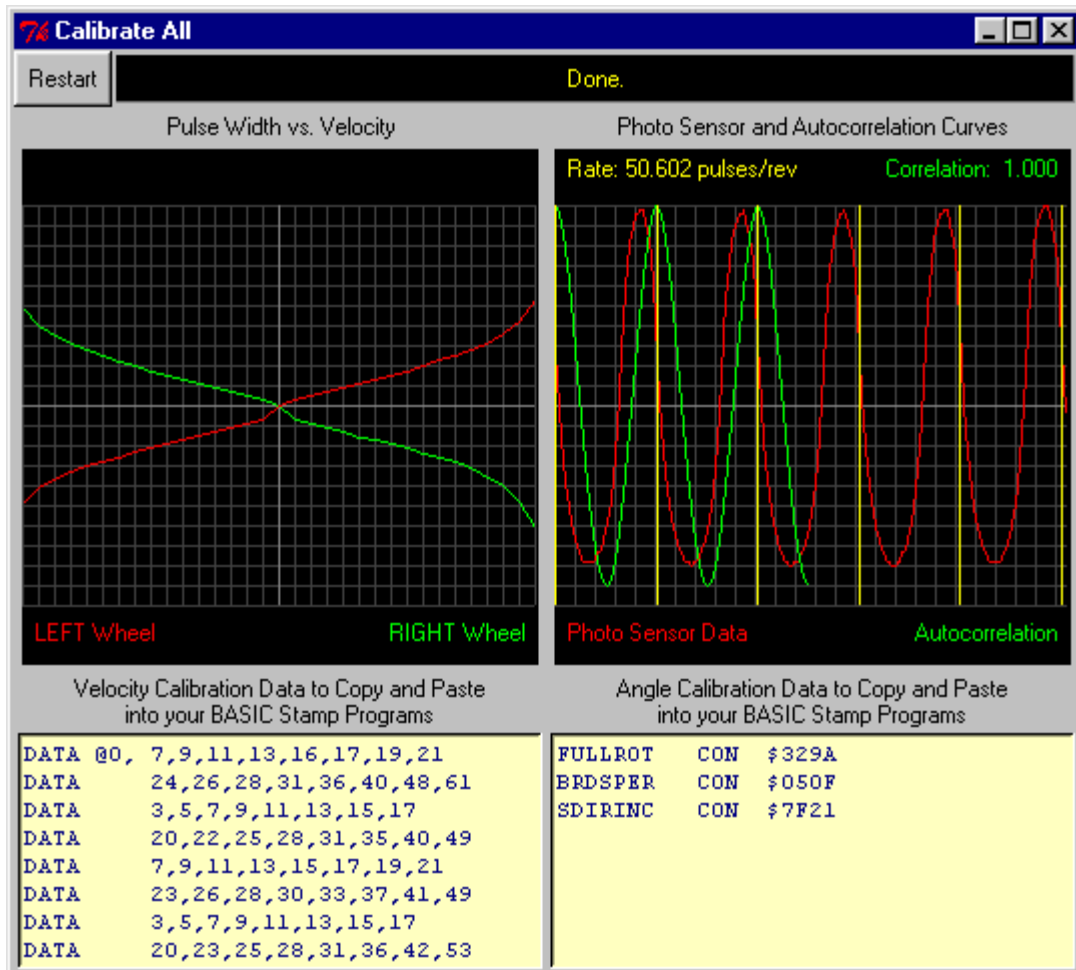 Calibrate All
Restart
Done.
Pulse Width vs. Velocity
LEFT Wheel
RIGHT Wheel
Photo Sensor and Autocorrelation Curves
Rate: 50.602 pulses/rev
Correlation: 1.000
Photo Sensor Data
Autocorrelation
Velocity Calibration Data to Copy and Paste
into your BASIC Stamp Programs
DATA @0, 7,9,11,13,16,17,19,21
DATA 24,26,28,31,36,40,48,61
DATA 3,5,7,9,11,13,15,17
DATA 20,22,25,28,31,35,40,49
DATA 7,9,11,13,15,17,19,21
DATA 23,26,28,30,33,37,41,49
DATA 3,5,7,9,11,13,15,17
DATA 20,23,25,28,31,36,42,53
Angle Calibration Data to Copy and Paste
into your BASIC Stamp Programs
FULLROT CON $329A
BRDSPER CON $050F
SDIRINC CON $7F21